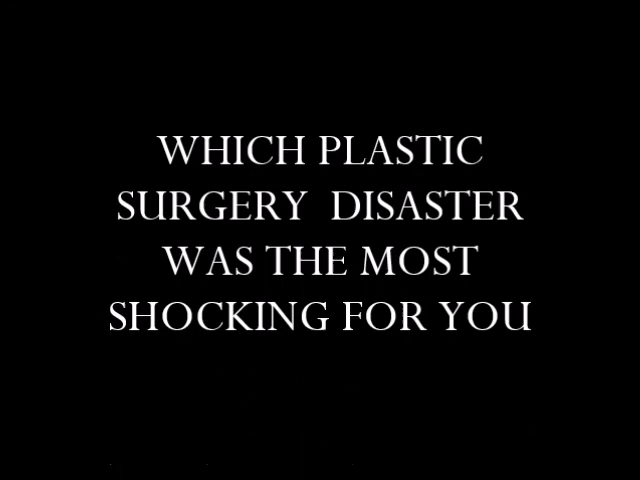 WHICH PLASTIC
SURGERY DISASTER
WAS THE MOST
SHOCKING FOR YOU